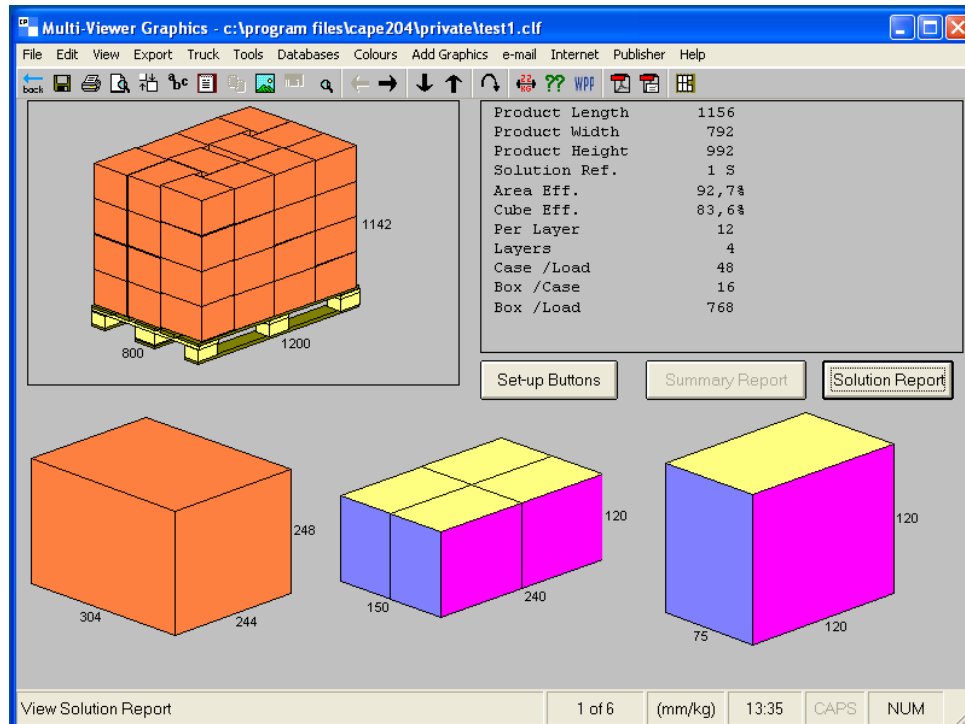 Multi-Viewer Graphics - c:\program files\cape204\private\test1.clf
File Edit View Export Truck Tools Databases Colours Add Graphics e-mail Internet Publisher Help
back abc ?? WPF
1142
800
1200
Product Length 1156
Product Width 792
Product Height 992
Solution Ref. 1 S
Area Eff. 92,7%
Cube Eff. 83,6%
Per Layer 12
Layers 4
Case /Load 48
Box /Case 16
Box /Load 768
Set-up Buttons Summary Report Solution Report
248
304
244
120
150
240
120
75
120
View Solution Report 1 of 6 (mm/kg) 13:35 CAPS NUM